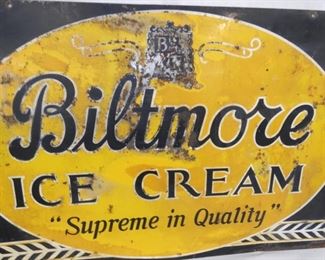 Biltmore
ICE CREAM
"Supreme in Quality"